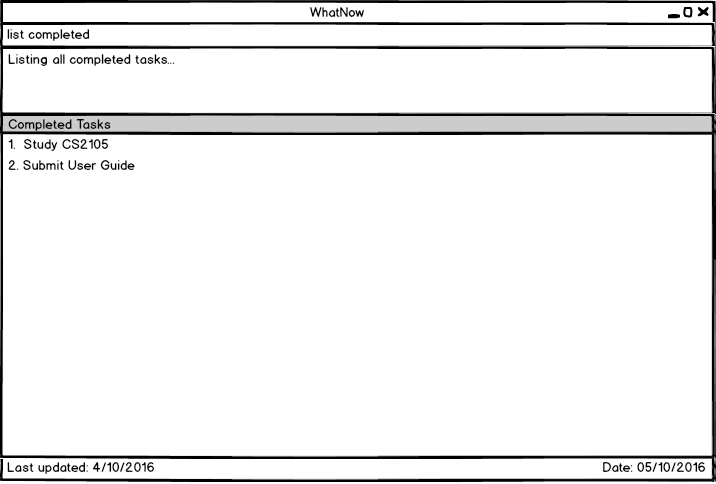 WhatNow
list completed
Listing all completed tasks...
Completed Tasks
1. Study CS2105
2. Submit User Guide
Last updated: 4/10/2016
Date: 05/10/2016